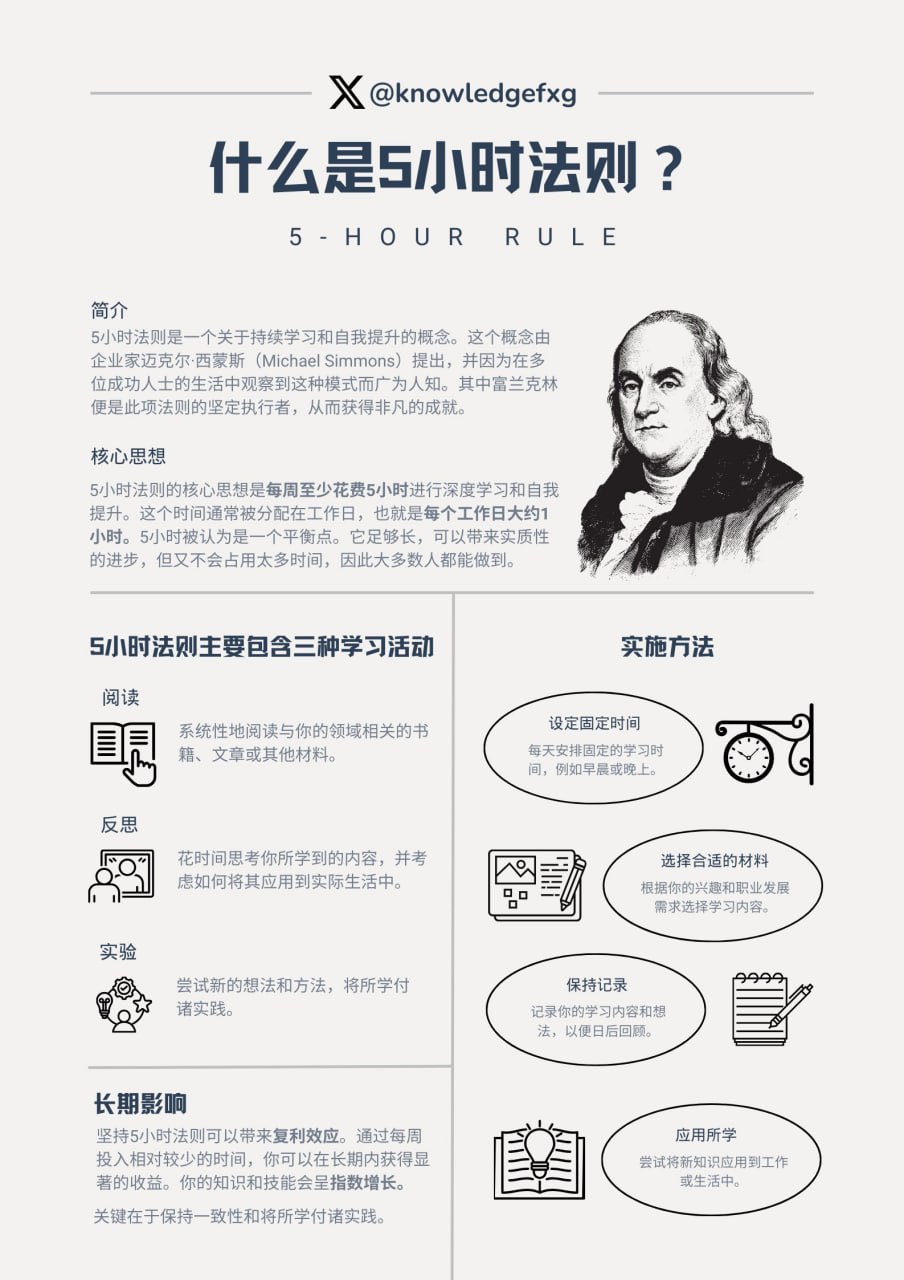 @knowledgefxg
什么是5小时法则？
5-HOUR RULE
简介
5小时法则是一个关于持续学习和自我提升的概念。这个概念由
企业家迈克尔·西蒙斯（Michael Simmons）提出，并因为在多
位成功人士的生活中观察到这种模式而广为人知。其中富兰克林
便是此项法则的坚定执行者，从而获得非凡的成就。
核心思想
5小时法则的核心思想是每周至少花费5小时进行深度学习和自我
提升。这个时间通常被分配在工作日，也就是每个工作日大约1
小时。5小时被认为是一个平衡点。它足够长，可以带来实质性
的进步，但又不会占用太多时间，因此大多数人都能做到。
5小时法则主要包含三种学习活动
阅读
系统性地阅读与你的领域相关的书
籍、文章或其他材料。
反思
花时间思考你所学到的内容，并考
虑如何将其应用到实际生活中。
实验
尝试新的想法和方法，将所学付
诸实践。
长期影响
坚持5小时法则可以带来复利效应。通过每周
投入相对较少的时间，你可以在长期内获得显
著的收益。你的知识和技能会呈指数增长。
关键在于保持一致性和将所学付诸实践。
实施方法
设定固定时间
每天安排固定的学习时
间，例如早晨或晚上。
选择合适的材料
根据你的兴趣和职业发展
需求选择学习内容。
保持记录
记录你的学习内容和想
法，以便日后回顾。
应用所学
尝试将新知识应用到工作
或生活中。